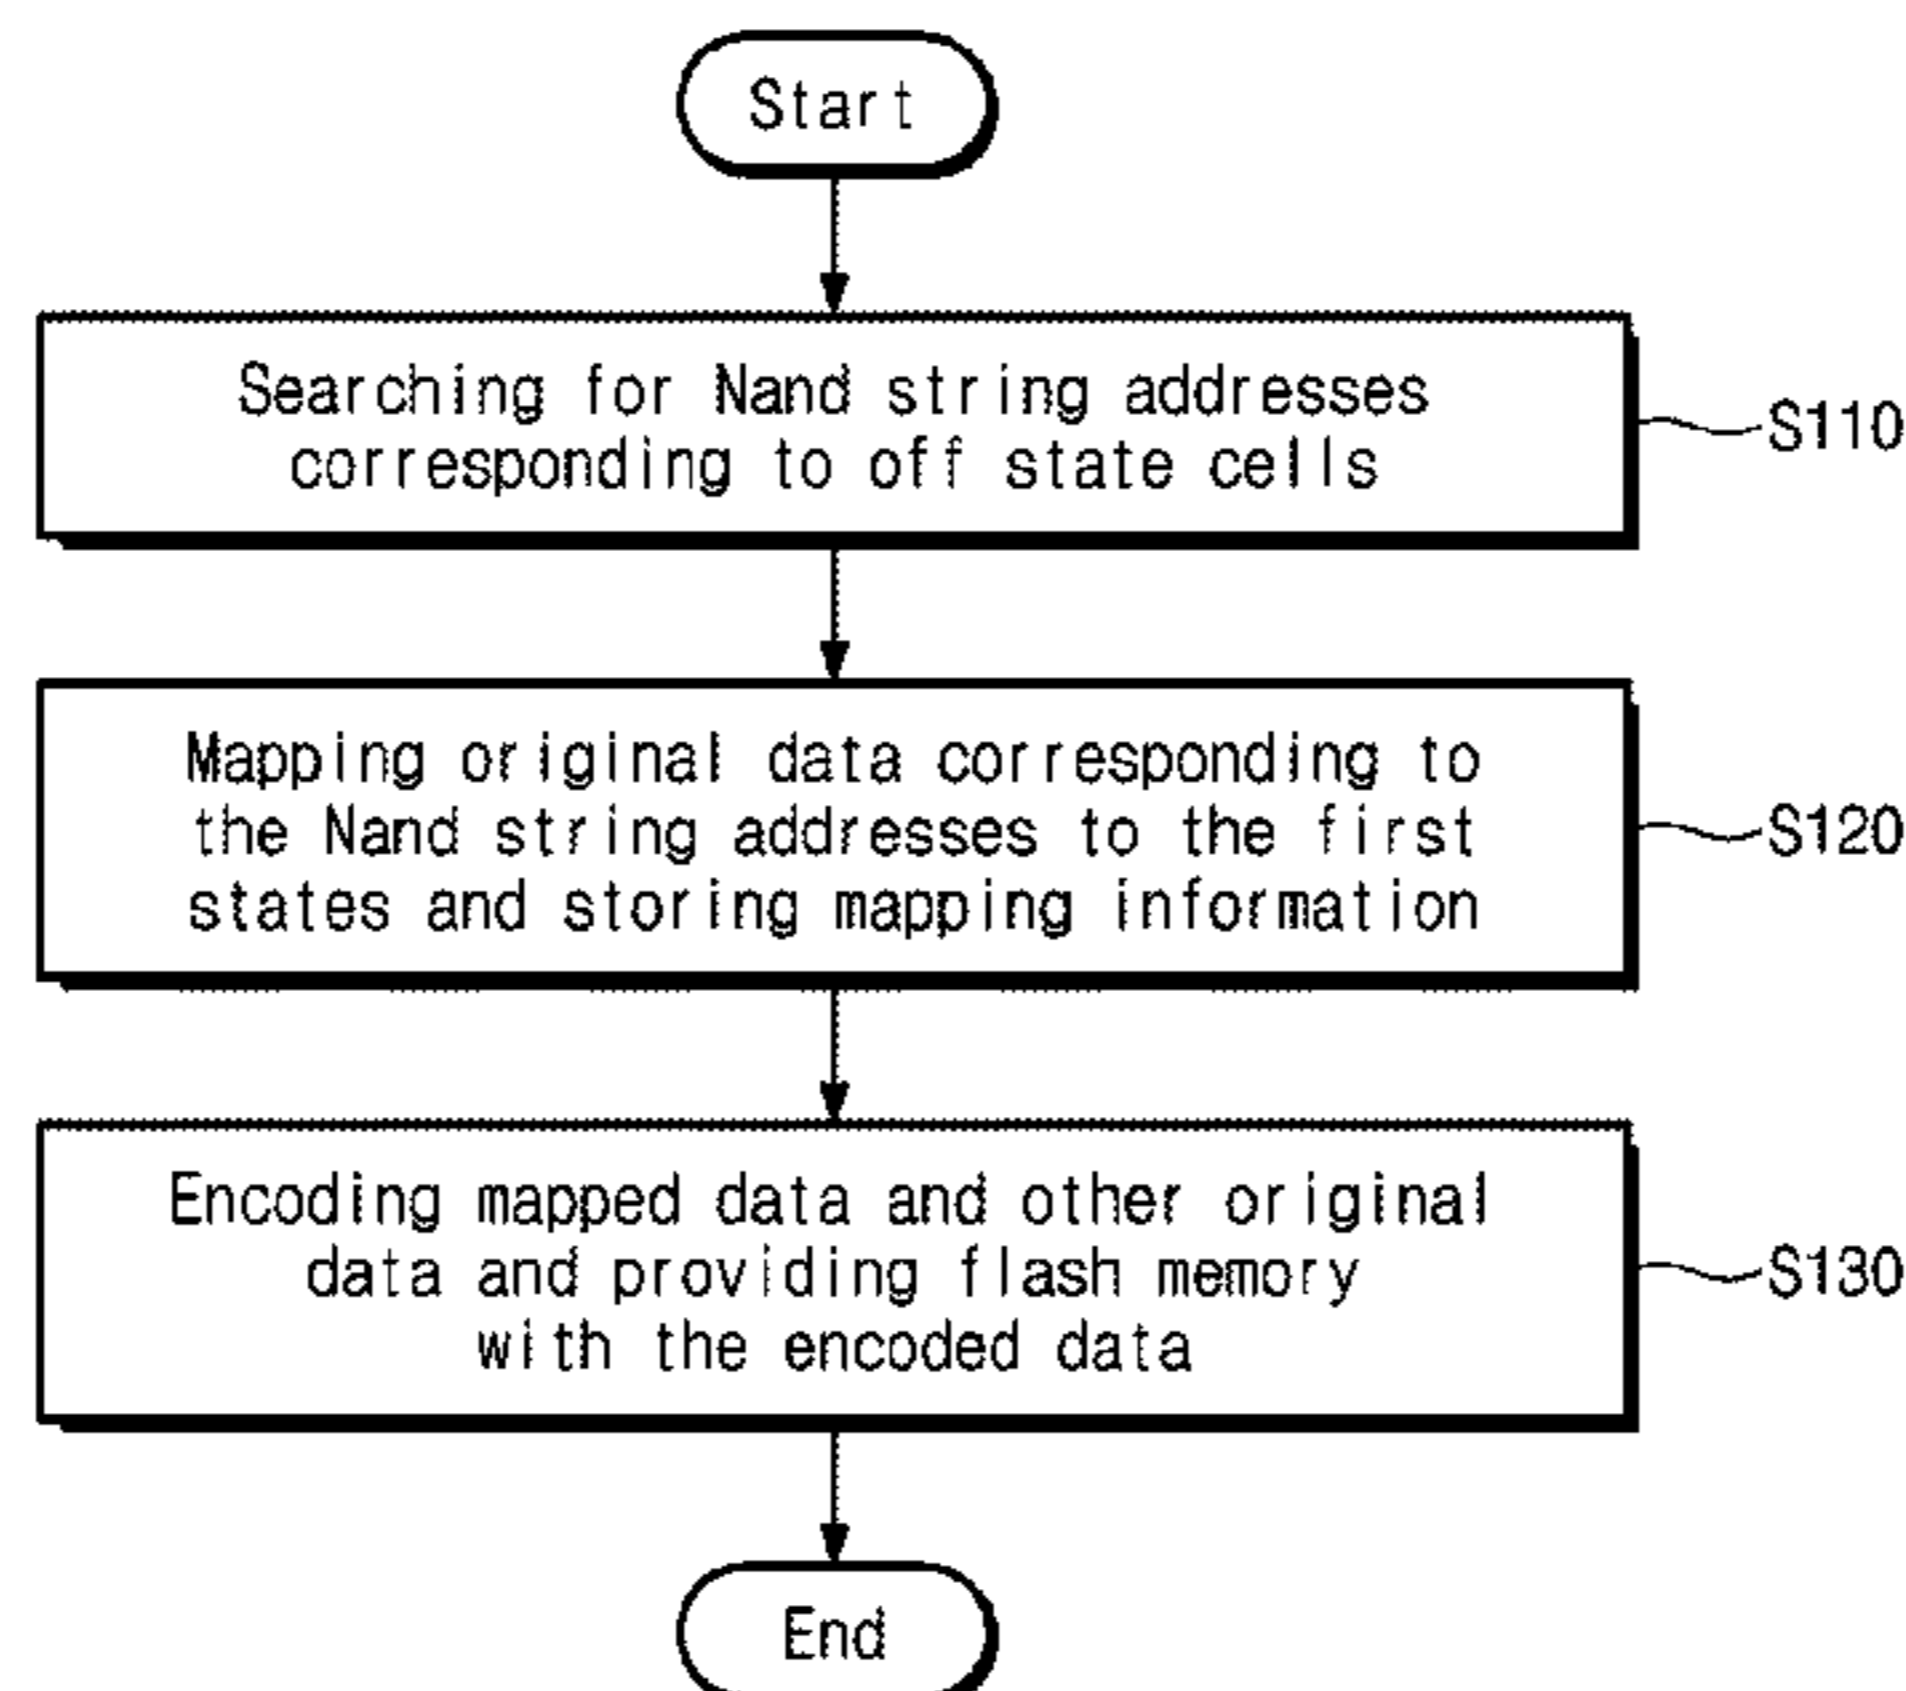 Start
Searching for Nand string addresses
corresponding to off state cells
S110
Mapping original data corresponding to
the Nand string addresses to the first
states and storing mapping information
S120
Encoding mapped data and other original
data and providing flash memory
with the encoded data
S130
End